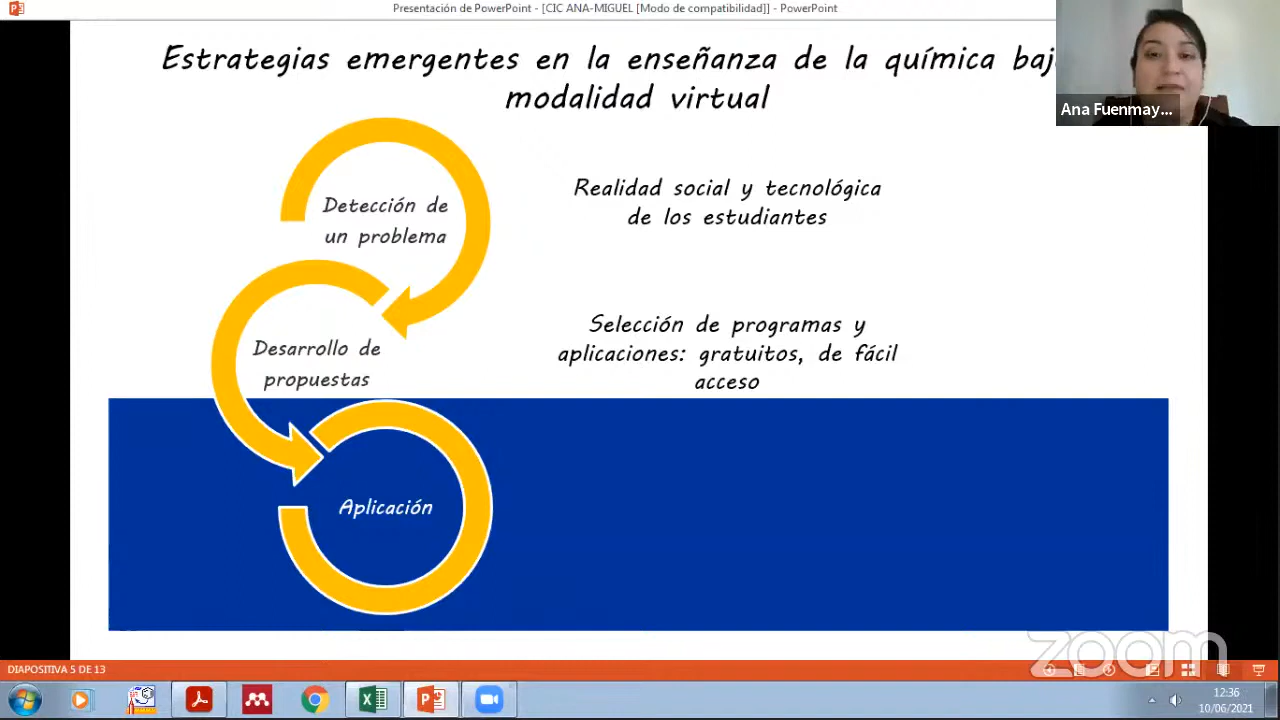 Presentación de PowerPoint - [CIC ANA-MIGUEL [Modo de compatibilidad]] - PowerPoint
Estrategias emergentes en la enseñanza de la química
modalidad virtual
Ana Fuenmay...
Detección de
un problema
Realidad social y tecnológica
de los estudiantes
Desarrollo de
propuestas
Selección de programas y
aplicaciones: gratuitos, de fácil
acceso
Aplicación
zoom
DIAPOSITIVA 5 DE 13
12:36
10/06/2021